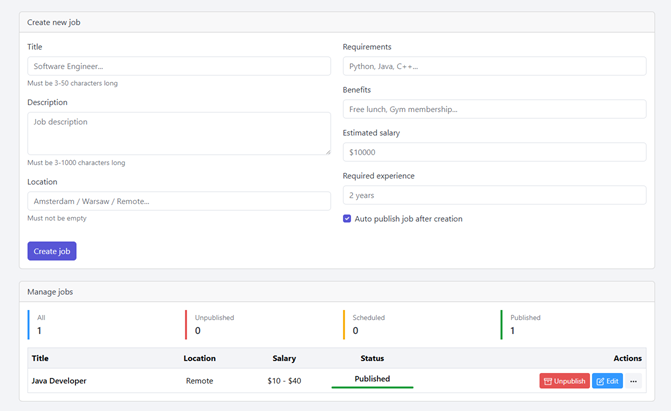 Create new job
Title
Software Engineer...
Must be 3-50 characters long
Description
Job description
Must be 3-1000 characters long
Location
Amsterdam / Warsaw / Remote...
Must not be empty
Requirements
Python, Java, C++...
Benefits
Free lunch, Gym membership...
Estimated salary
$10000
Required experience
2 years
Auto publish job after creation
Create job
Manage jobs
All
1
Unpublished
0
Scheduled
0
Published
1
Title Location Salary Status Actions
Java Developer Remote $10 - $40 Published Unpublish Edit ...